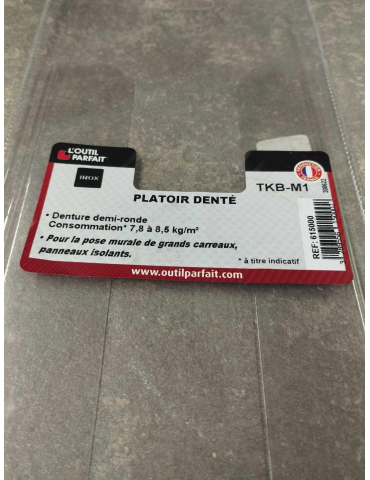 L'OUTIL
PARFAIT
INOX
PLATOIR DENTÉ
TKB-M1
• Denture demi-ronde
Consommation* 7,8 à 8,5 kg/m²
• Pour la pose murale de grands carreaux,
panneaux isolants.
* à titre indicatif
www.outilparfait.com
REF: 615000